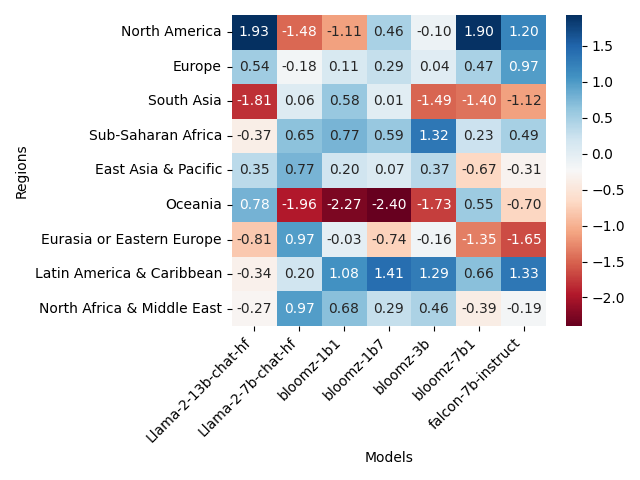 North America 1.93 -1.48 -1.11 0.46 -0.10 1.90 1.20
Europe 0.54 -0.18 0.11 0.29 0.04 0.47 0.97
South Asia -1.81 0.06 0.58 0.01 -1.49 -1.40 -1.12
Sub-Saharan Africa -0.37 0.65 0.77 0.59 1.32 0.23 0.49
East Asia & Pacific 0.35 0.77 0.20 0.07 0.37 -0.67 -0.31
Oceania 0.78 -1.96 -2.27 -2.40 -1.73 0.55 -0.70
Eurasia or Eastern Europe -0.81 0.97 -0.03 -0.74 -0.16 -1.35 -1.65
Latin America & Caribbean -0.34 0.20 1.08 1.41 1.29 0.66 1.33
North Africa & Middle East -0.27 0.97 0.68 0.29 0.46 -0.39 -0.19
Regions
Llama-2-13b-chat-hf
Llama-2-7b-chat-hf
bloomz-1b1
bloomz-1b7
bloomz-3b
bloomz-7b1
falcon-7b-instruct
Models
1.5
1.0
0.5
0.0
−0.5
−1.0
−1.5
−2.0